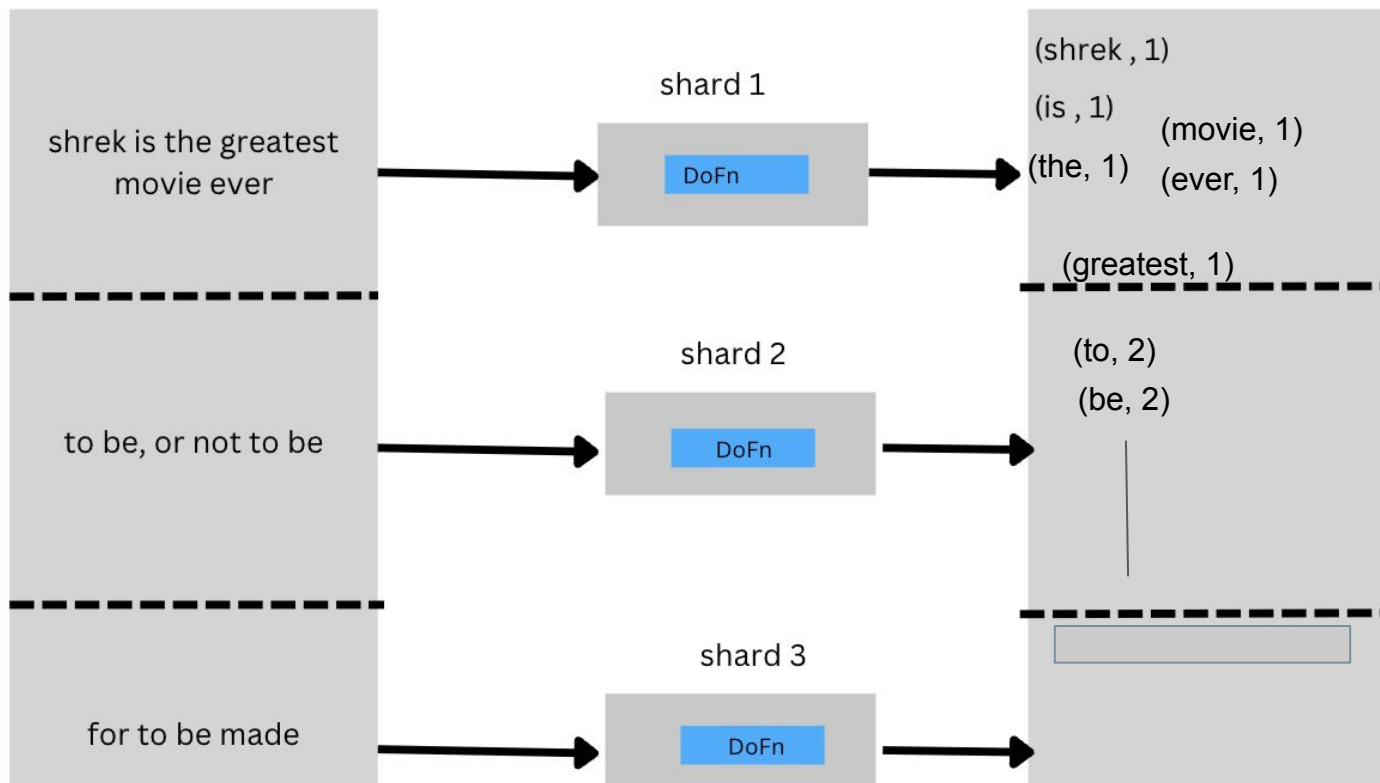 shard 1
shrek is the greatest
movie ever
DoFn
(shrek , 1)
(is , 1)
(the, 1)
(movie, 1)
(ever, 1)
(greatest, 1)
shard 2
to be, or not to be
DoFn
(to, 2)
(be, 2)
shard 3
for to be made
DoFn